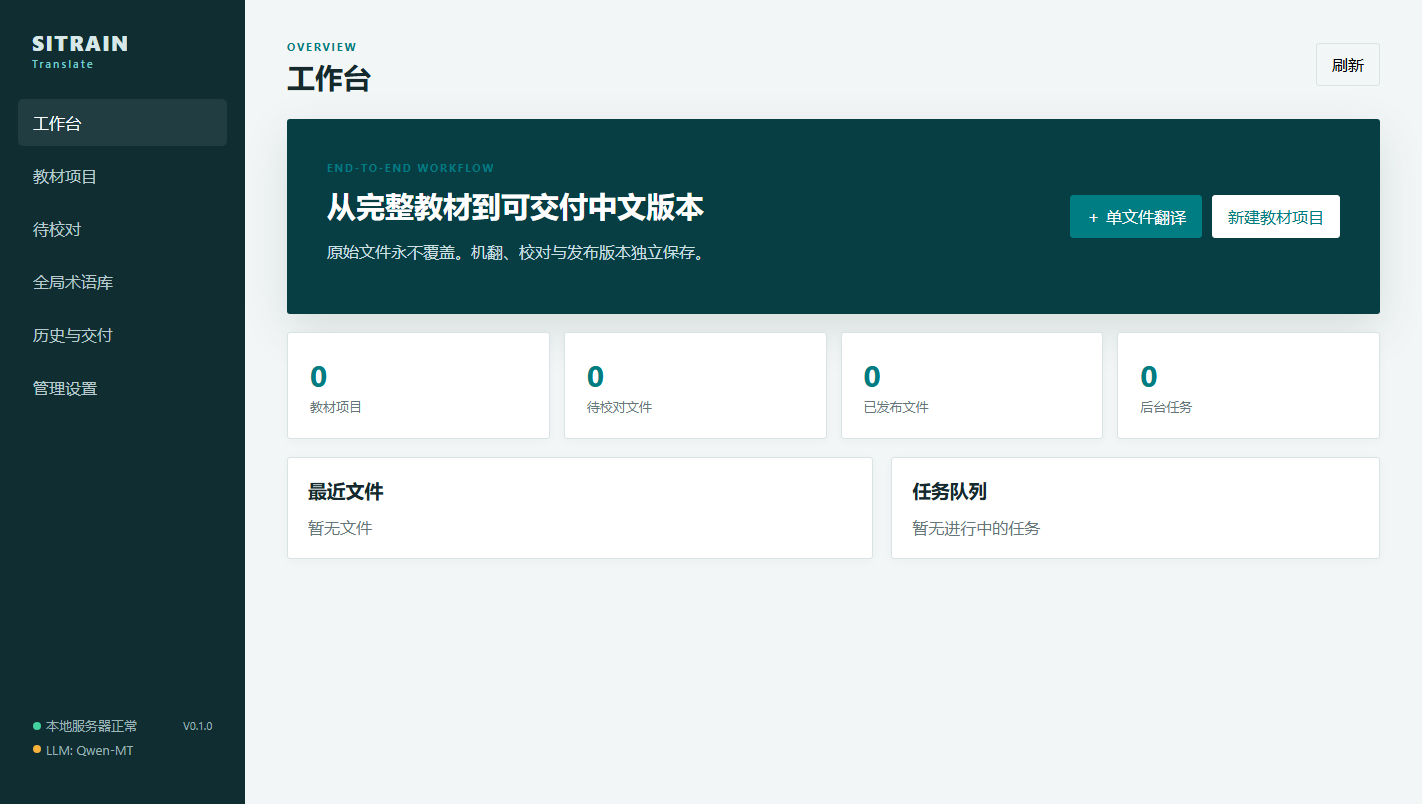 SITRAIN
Translate
工作台
教材项目
待校对
全局术语库
历史与交付
管理设置
本地服务器正常 V0.1.0
LLM: Qwen-MT
OVERVIEW
工作台
刷新
END-TO-END WORKFLOW
从完整教材到可交付中文版本
原始文件永不覆盖。机翻、校对与发布版本独立保存。
+ 单文件翻译
新建教材项目
0
教材项目
0
待校对文件
0
已发布文件
0
后台任务
最近文件
暂无文件
任务队列
暂无进行中的任务